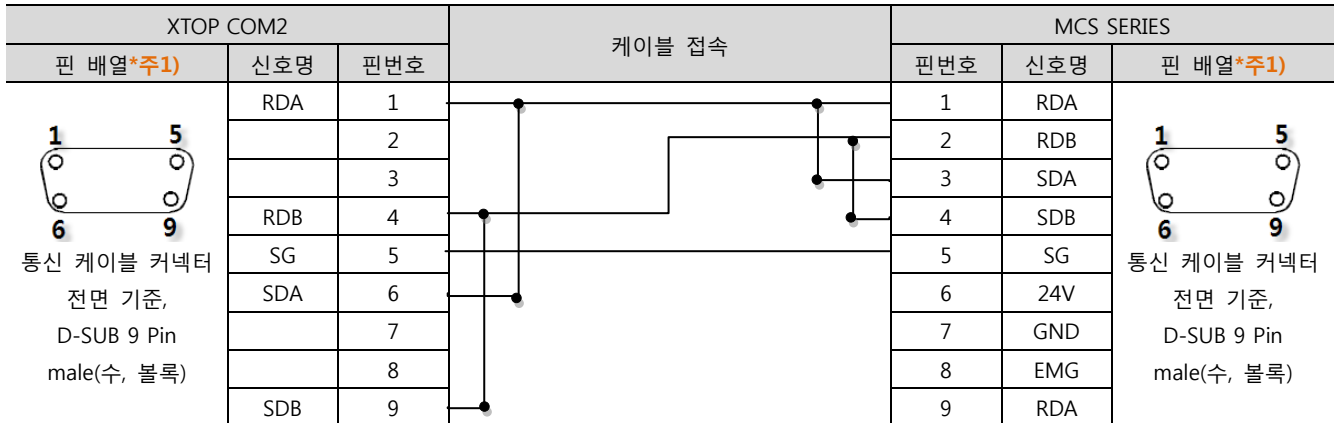 XTOP COM2 케이블 접속 MCS SERIES
핀 배열*주1) 신호명 핀번호 핀번호 신호명 핀 배열*주1)
RDA 1 1 RDA
2 2 RDB
3 3 SDA
RDB 4 4 SDB
SG 5 5 SG
SDA 6 6 24V
7 7 GND
8 8 EMG
SDB 9 9 RDA
1 5
6 9
통신 케이블 커넥터
전면 기준,
D-SUB 9 Pin
male(수, 볼록)
1 5
6 9
통신 케이블 커넥터
전면 기준,
D-SUB 9 Pin
male(수, 볼록)